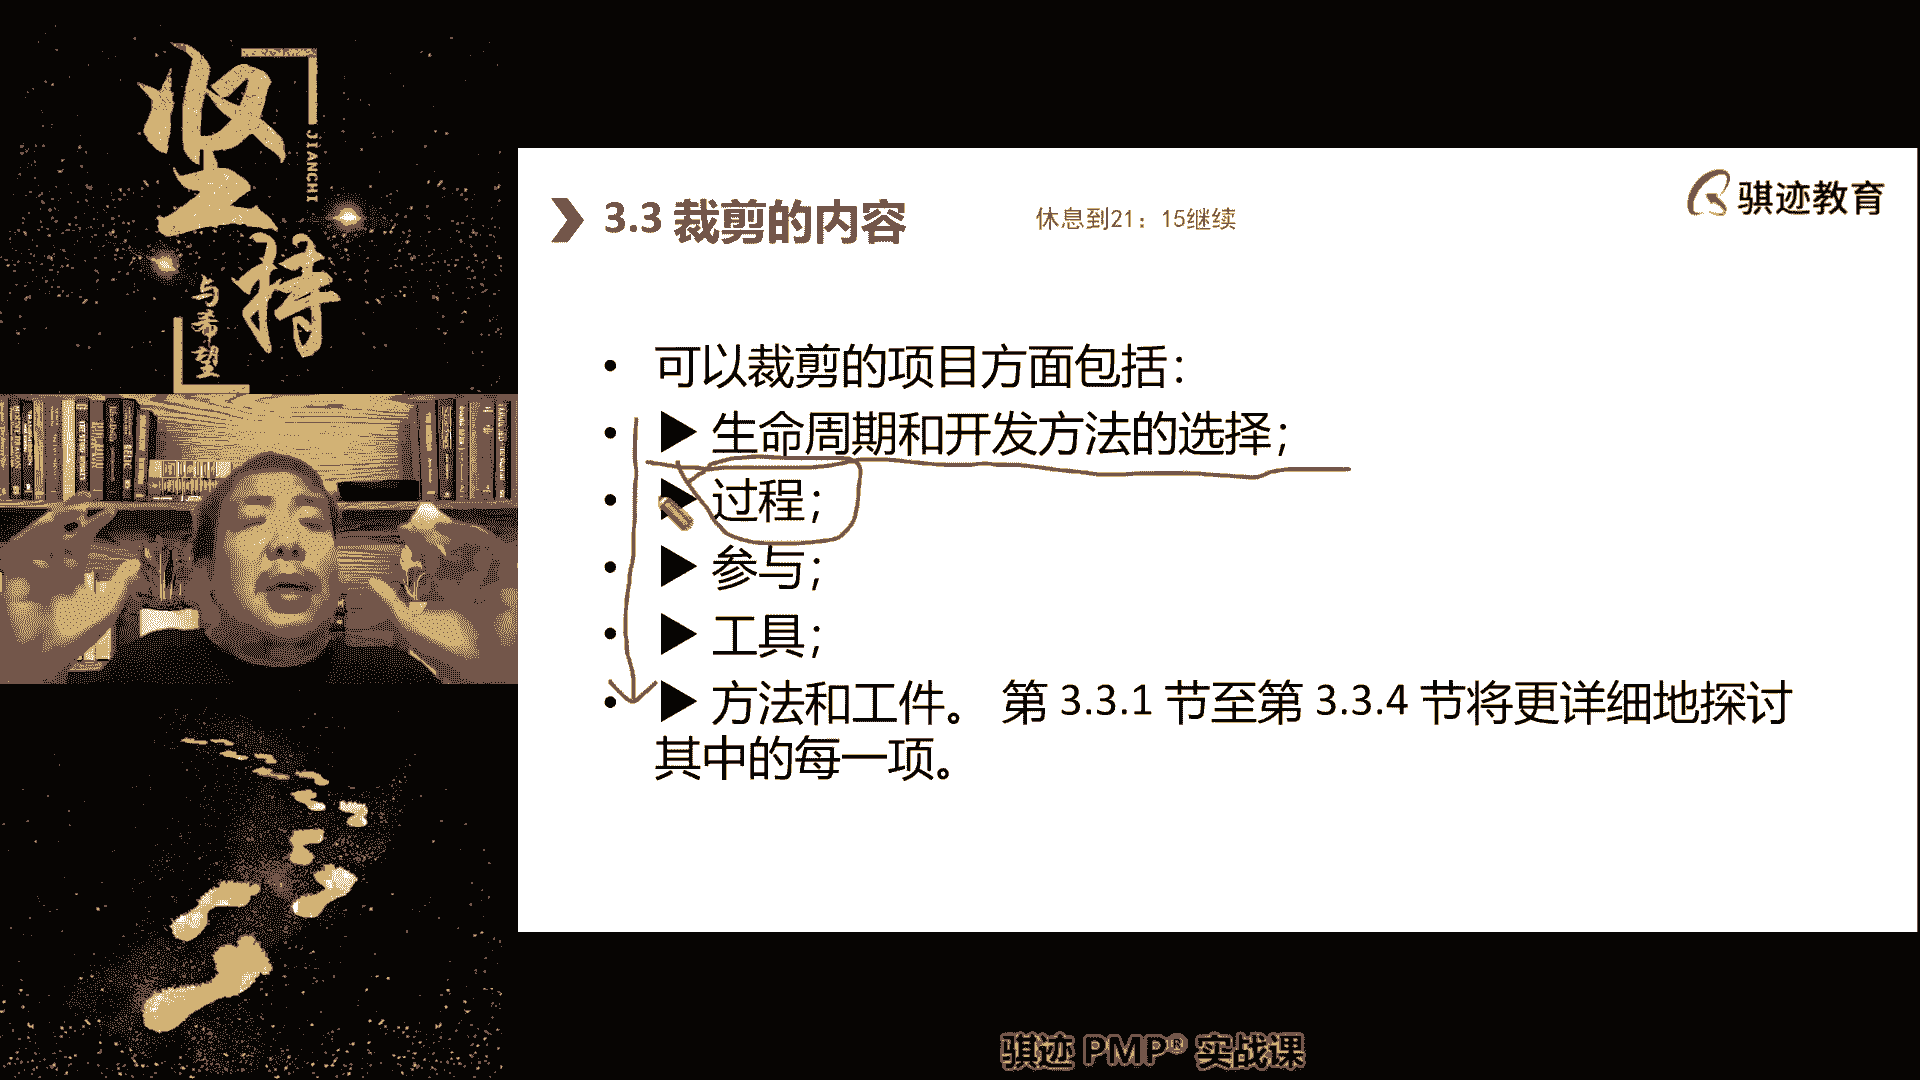 坚持
JIANCHI
与希望
3.3 裁剪的内容
休息到21：15继续
骐迹教育
• 可以裁剪的项目方面包括：
• ▶ 生命周期和开发方法的选择；
• ▶ 过程；
• ▶ 参与；
• ▶ 工具；
• ▶ 方法和工件。 第 3.3.1 节至第 3.3.4 节将更详细地探讨
其中的每一项。
骐迹 PMP® 实战课